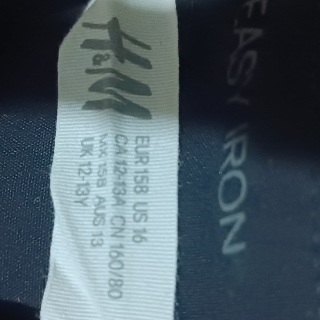 H&M
EUR 158 US 16
CA 12-13A CN 160/80
MX 158 AUS 13
UK 12-13Y
EASY IRON